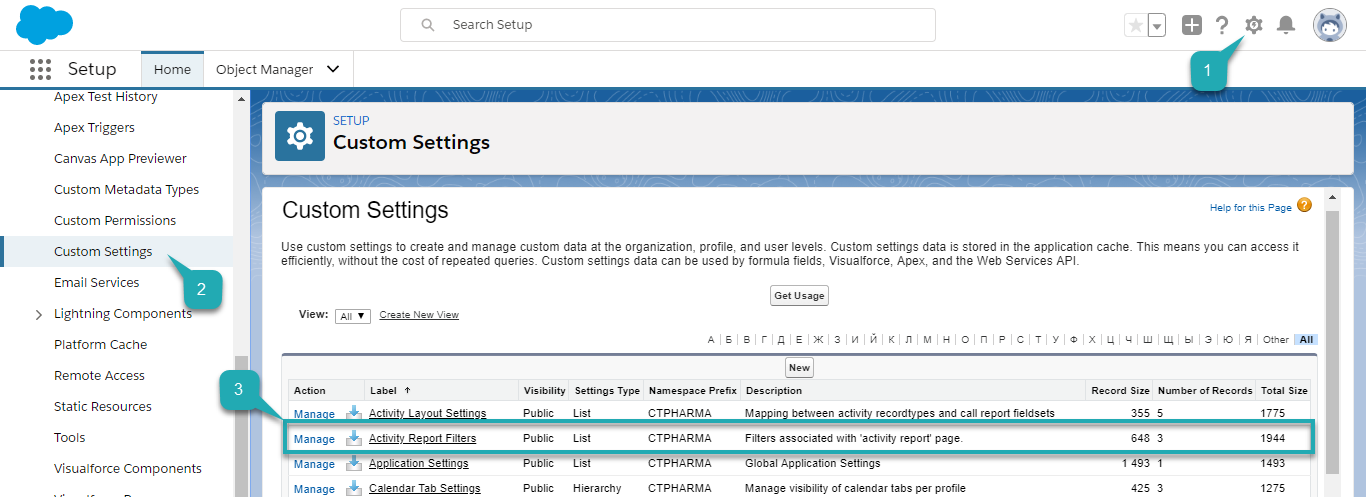 Search Setup
1
Setup
Home
Object Manager
Apex Test History
Apex Triggers
Canvas App Previewer
Custom Metadata Types
Custom Permissions
Custom Settings
2
Email Services
Lightning Components
Platform Cache
Remote Access
Static Resources
Tools
Visualforce Components
SETUP
Custom Settings
Custom Settings
Help for this Page ?
Use custom settings to create and manage custom data at the organization, profile, and user levels. Custom settings data is stored in the application cache. This means you can access it
efficiently, without the cost of repeated queries. Custom settings data can be used by formula fields, Visualforce, Apex, and the Web Services API.
Get Usage
View: All ▼ Create New View
А | Б | В | Г | Д | Е | Ж | З | И | Й | К | Л | М | Н | О | П | Р | С | Т | У | Ф | Х | Ц | Ч | Ш | Щ | Ы | Э | Ю | Я | Other All
New
3
Action Label ↑ Visibility Settings Type Namespace Prefix Description Record Size Number of Records Total Size
Manage Activity Layout Settings Public List CTPHARMA Mapping between activity recordtypes and call report fieldsets 355 5 1775
Manage Activity Report Filters Public List CTPHARMA Filters associated with 'activity report' page. 648 3 1944
Manage Application Settings Public List CTPHARMA Global Application Settings 1 493 1 1493
Manage Calendar Tab Settings Public Hierarchy CTPHARMA Manage visibility of calendar tabs per profile 425 3 1275